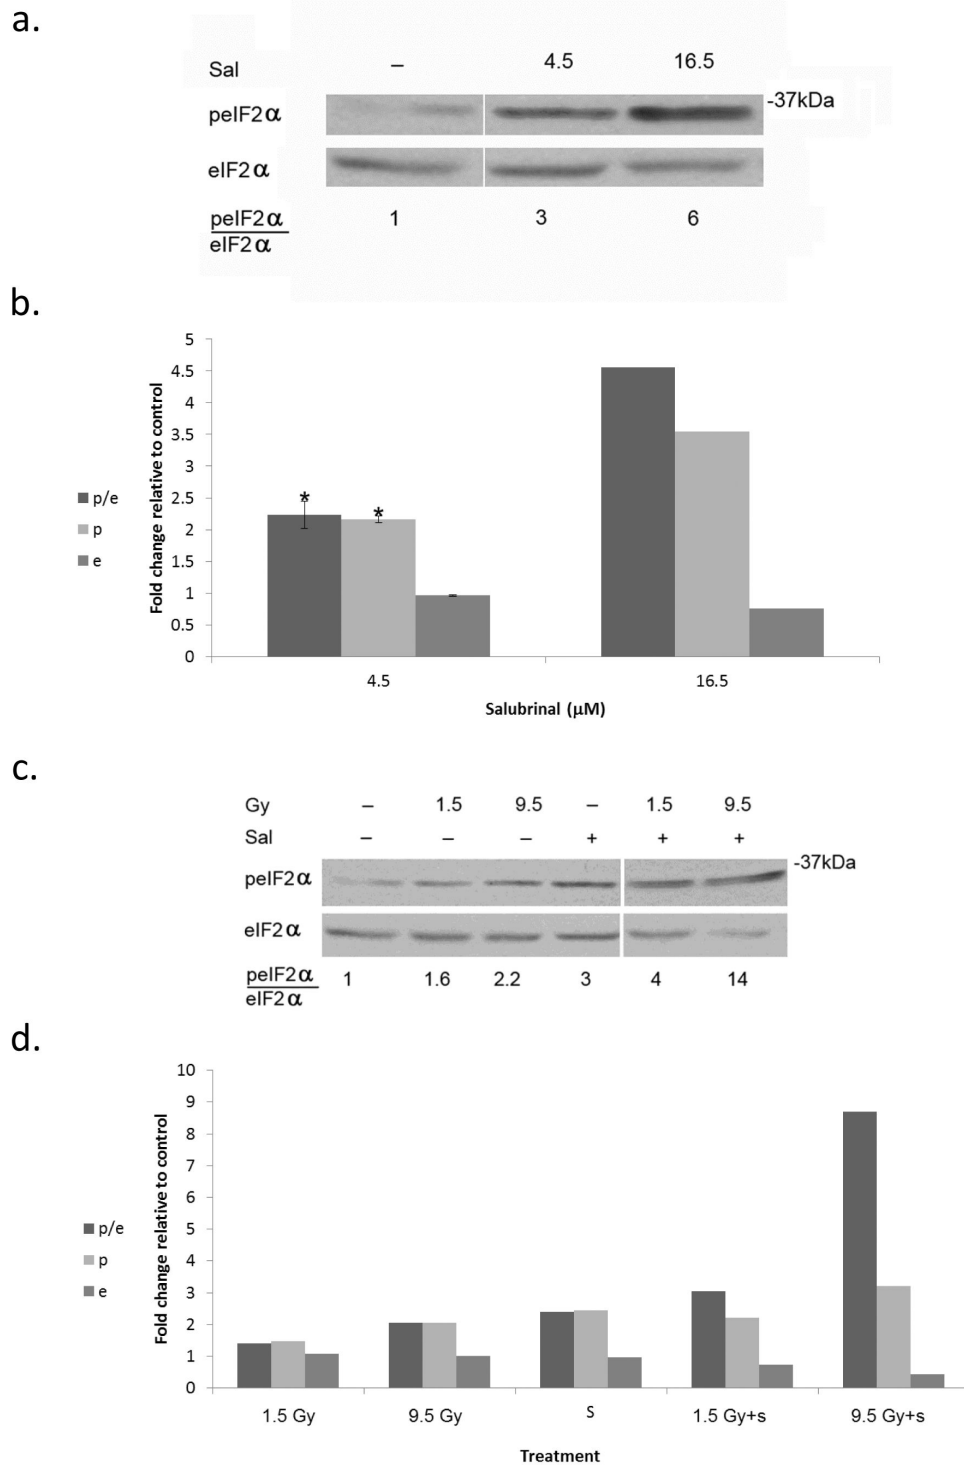 a.
Sal – 4.5 16.5
peIF2α -37kDa
eIF2α
peIF2α 1 3 6
eIF2α
b.
5
4.5
4
3.5
3
2.5
2
1.5
1
0.5
0
Fold change relative to control
p/e
p
e
* *
4.5 16.5
Salubrinal (μM)
c.
Gy – 1.5 9.5 – 1.5 9.5
Sal – – – + + +
peIF2α -37kDa
eIF2α
peIF2α 1 1.6 2.2 3 4 14
eIF2α
d.
10
9
8
7
6
5
4
3
2
1
0
Fold change relative to control
p/e
p
e
1.5 Gy 9.5 Gy S 1.5 Gy+s 9.5 Gy+s
Treatment